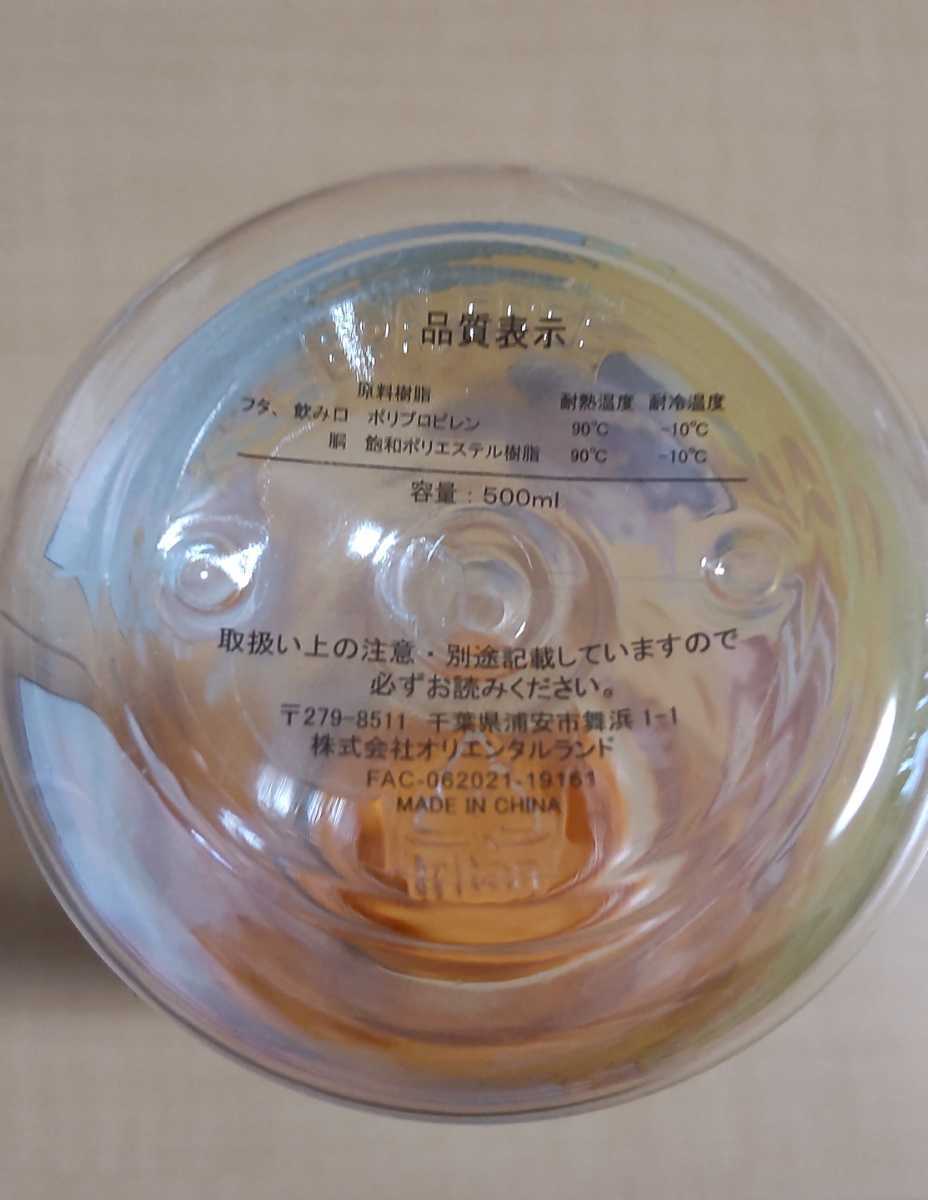 品質表示
原料樹脂 耐熱温度 耐冷温度
フタ、飲み口 ポリプロピレン 90℃ -10℃
胴 飽和ポリエステル樹脂 90℃ -10℃
容量：500ml
取扱い上の注意・別途記載していますので
必ずお読みください。
〒279-8511 千葉県浦安市舞浜1-1
株式会社オリエンタルランド
FAC-062021-19161
MADE IN CHINA